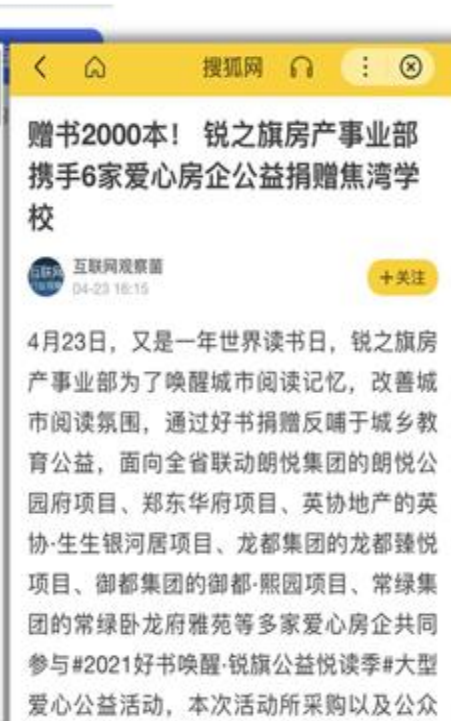 搜狐网
赠书2000本！ 锐之旗房产事业部
携手6家爱心房企公益捐赠焦湾学
校
互联网观察菌
04-23 16:15
+关注
4月23日，又是一年世界读书日，锐之旗房
产事业部为了唤醒城市阅读记忆，改善城
市阅读氛围，通过好书捐赠反哺于城乡教
育公益，面向全省联动朗悦集团的朗悦公
园府项目、郑东华府项目、英协地产的英
协·生生银河居项目、龙都集团的龙都臻悦
项目、御都集团的御都·熙园项目、常绿集
团的常绿卧龙府雅苑等多家爱心房企共同
参与#2021好书唤醒·锐旗公益悦读季#大型
爱心公益活动，本次活动所采购以及公众